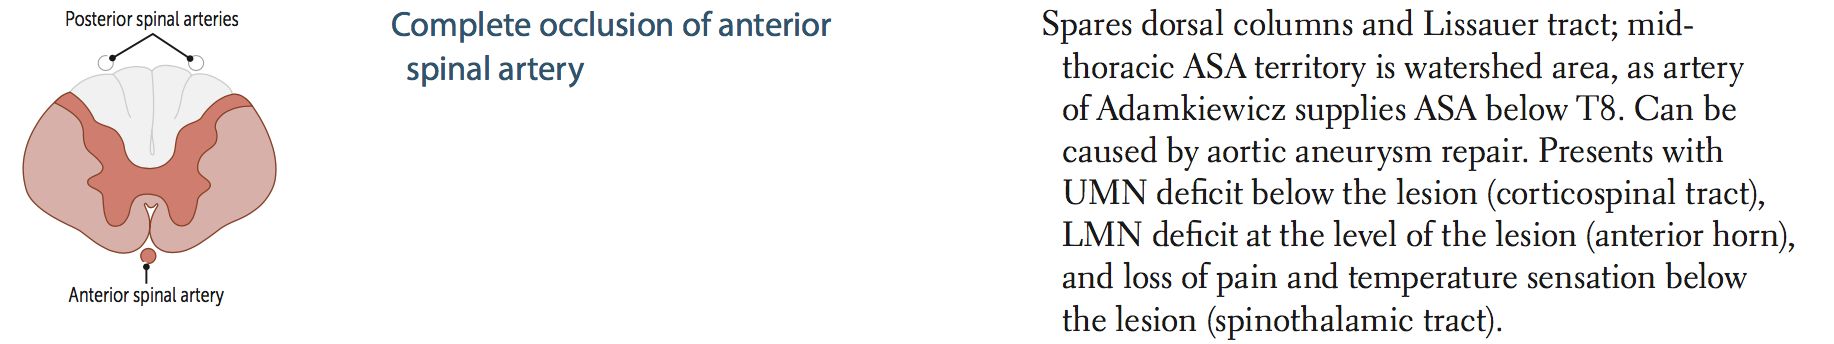 Posterior spinal arteries
Anterior spinal artery
Complete occlusion of anterior
spinal artery
Spares dorsal columns and Lissauer tract; mid-
thoracic ASA territory is watershed area, as artery
of Adamkiewicz supplies ASA below T8. Can be
caused by aortic aneurysm repair. Presents with
UMN deficit below the lesion (corticospinal tract),
LMN deficit at the level of the lesion (anterior horn),
and loss of pain and temperature sensation below
the lesion (spinothalamic tract).